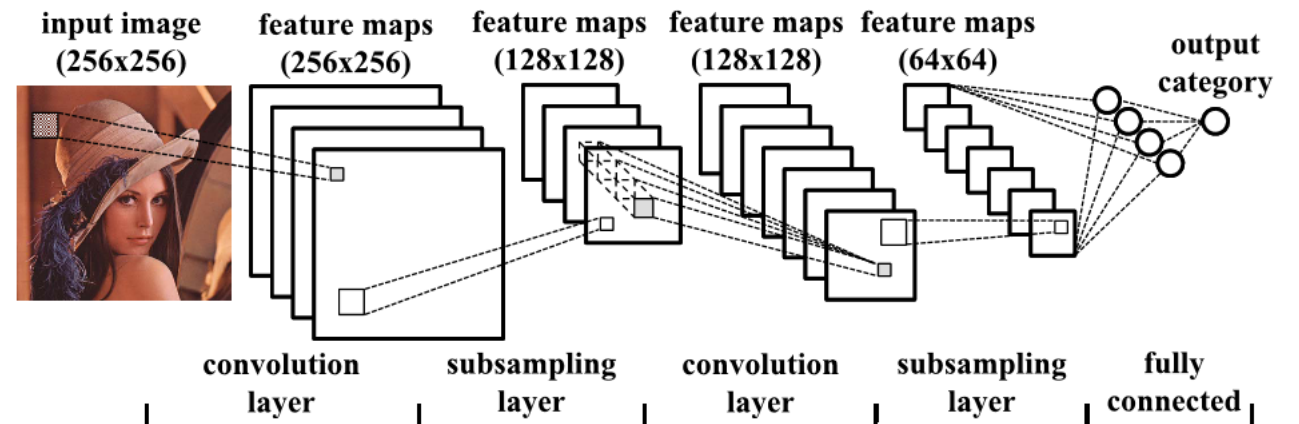 input image
(256x256)
feature maps
(256x256)
feature maps
(128x128)
feature maps
(128x128)
feature maps
(64x64)
output
category
convolution
layer
subsampling
layer
convolution
layer
subsampling
layer
fully
connected